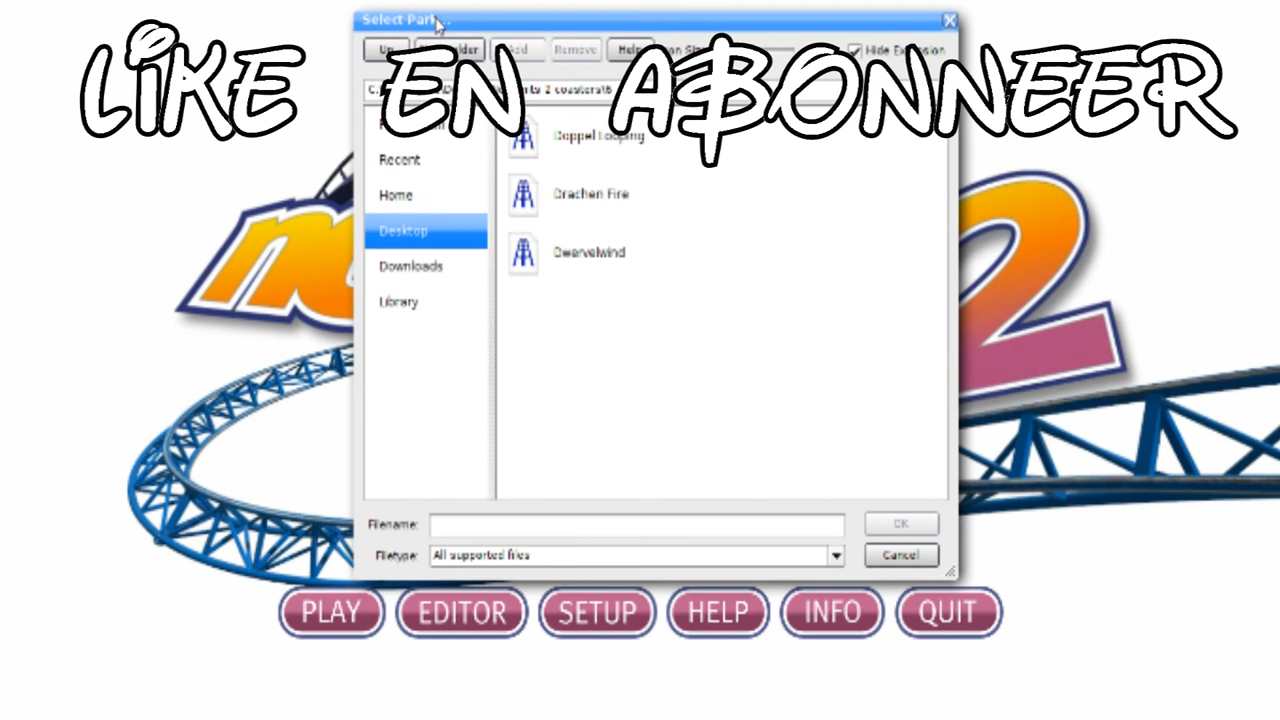 Select Park...
LIKE EN ABONNEER
Up
Add
Remove
Help
Hide Extension
Recent
Home
Desktop
Downloads
Library
Doppel Looping
Drachen Fire
Dwervelwind
2
Filename:
OK
Filetype:
All supported files
Cancel
PLAY
EDITOR
SETUP
HELP
INFO
QUIT